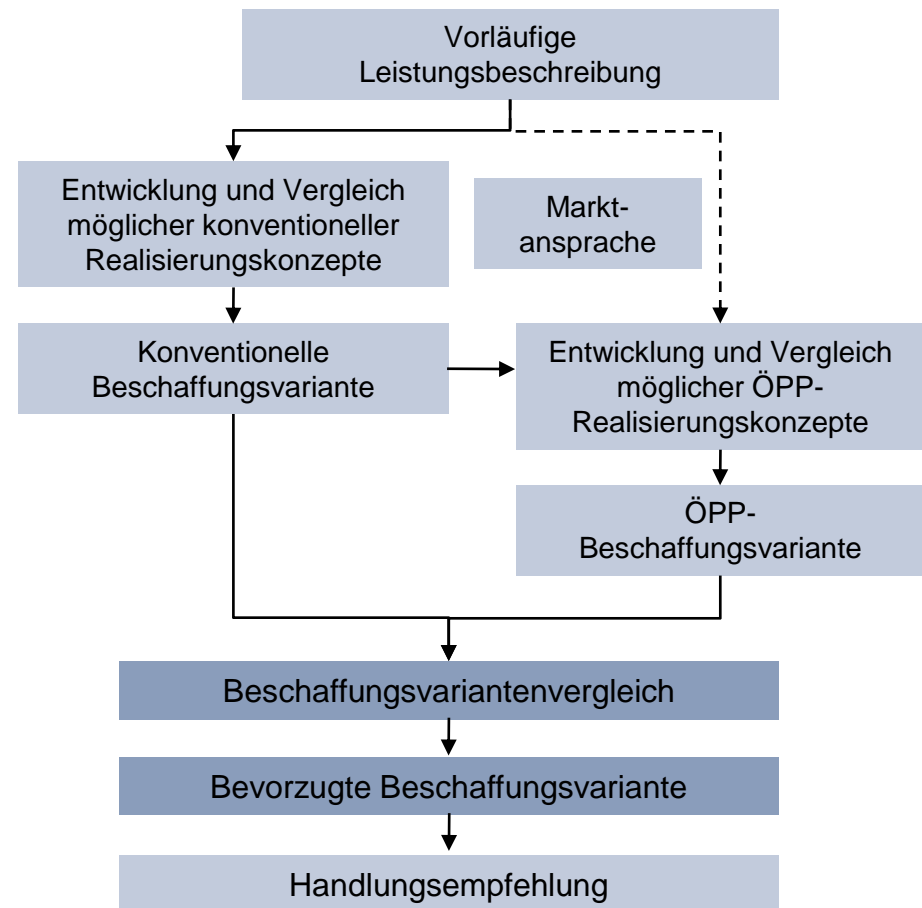 Vorläufige
Leistungsbeschreibung
Entwicklung und Vergleich
möglicher konventioneller
Realisierungskonzepte
Markt-
ansprache
Konventionelle
Beschaffungsvariante
Entwicklung und Vergleich
möglicher ÖPP-
Realisierungskonzepte
ÖPP-
Beschaffungsvariante
Beschaffungsvariantenvergleich
Bevorzugte Beschaffungsvariante
Handlungsempfehlung